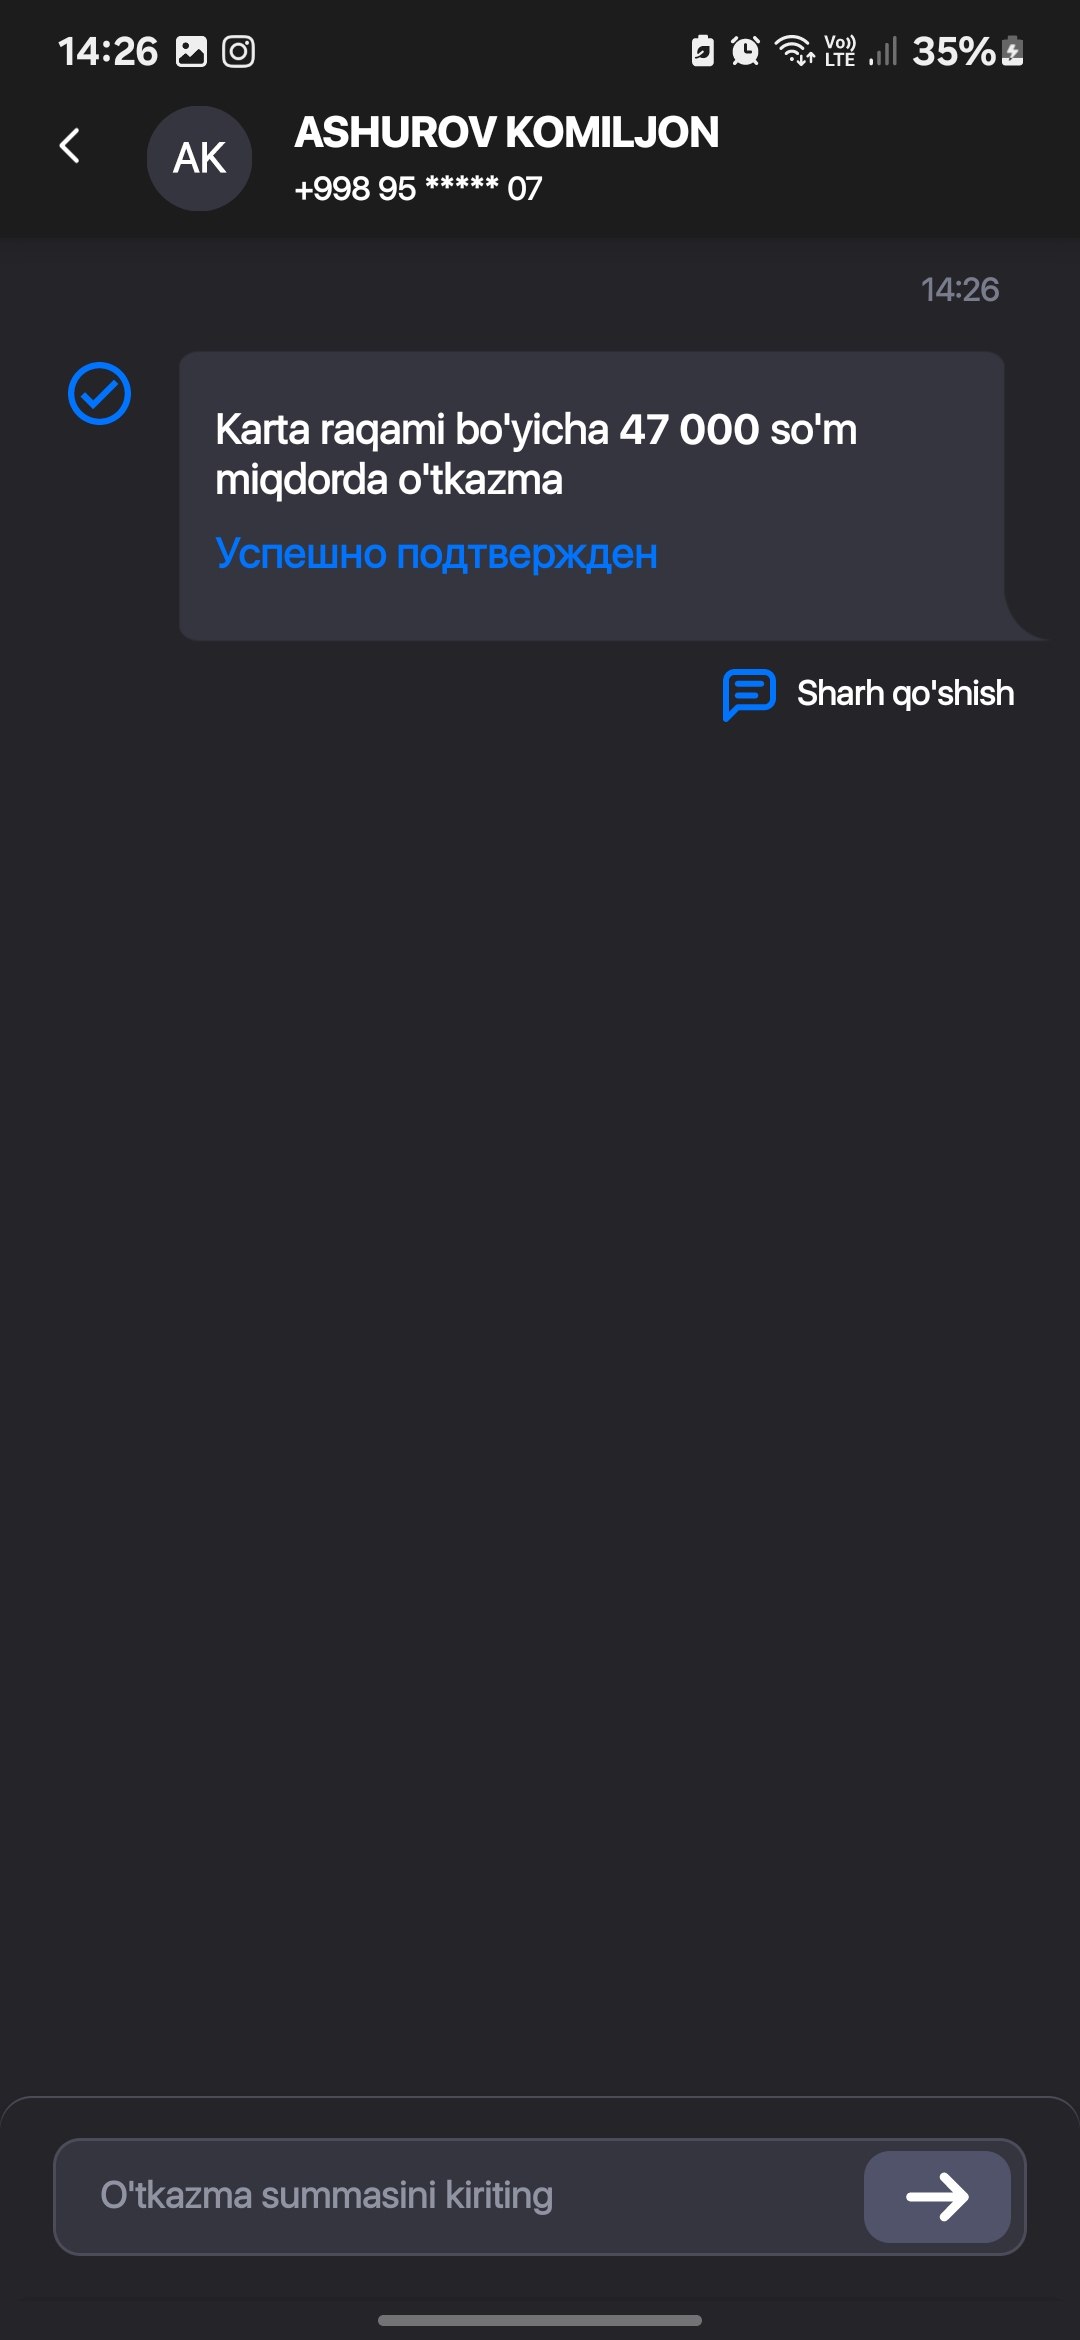 14:26
Vo)) LTE
35%
AK
ASHUROV KOMILJON
+998 95 ***** 07
14:26
Karta raqami bo'yicha 47 000 so'm
miqdorda o'tkazma
Успешно подтвержден
Sharh qo'shish
O'tkazma summasini kiriting